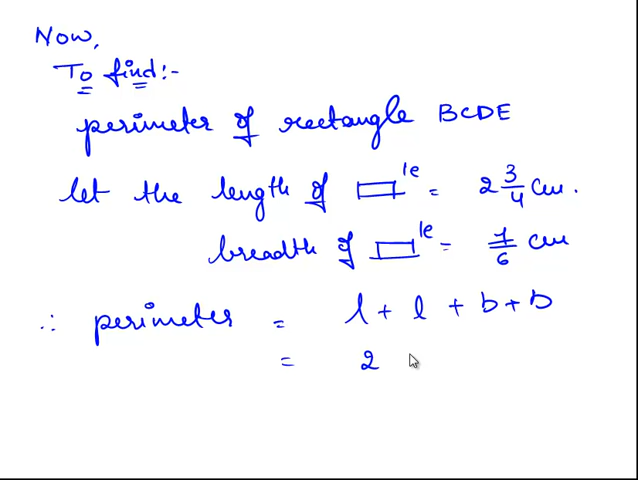 Now,
To find:-
perimeter of rectangle BCDE
let the length of ▭le = 2 3/4 cm.
breadth of ▭le = 7/6 cm
∴ perimeter = l + l + b + b
= 2